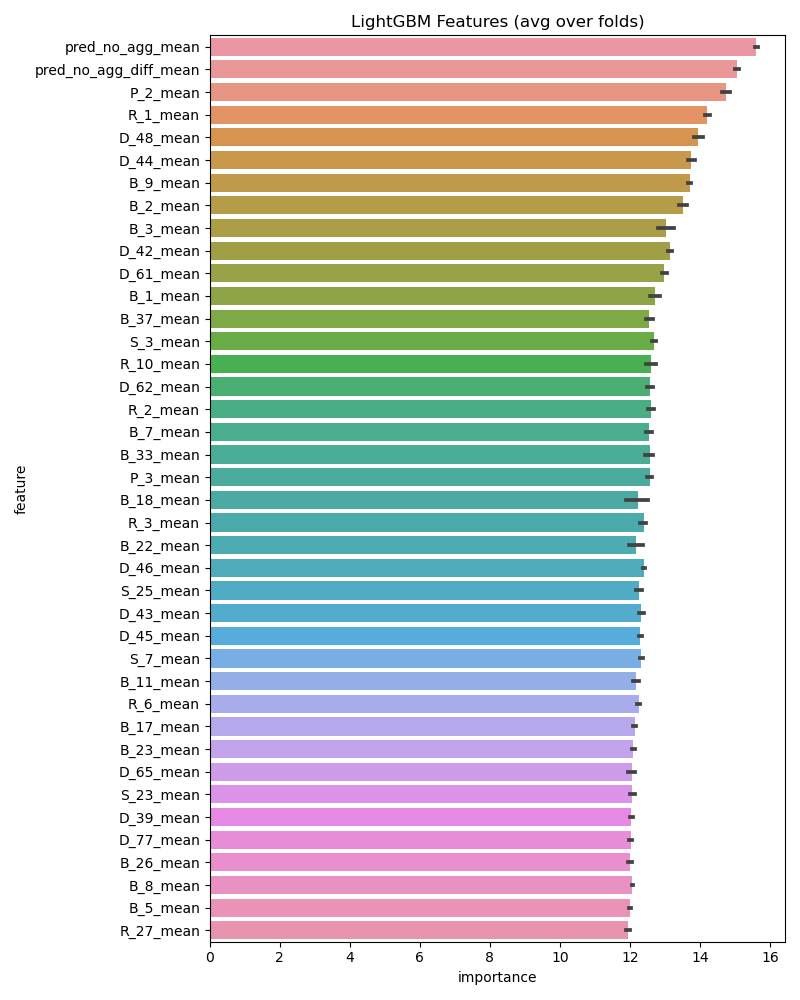 LightGBM Features (avg over folds)
pred_no_agg_mean
pred_no_agg_diff_mean
P_2_mean
R_1_mean
D_48_mean
D_44_mean
B_9_mean
B_2_mean
B_3_mean
D_42_mean
D_61_mean
B_1_mean
B_37_mean
S_3_mean
R_10_mean
D_62_mean
R_2_mean
B_7_mean
B_33_mean
P_3_mean
B_18_mean
R_3_mean
B_22_mean
D_46_mean
S_25_mean
D_43_mean
D_45_mean
S_7_mean
B_11_mean
R_6_mean
B_17_mean
B_23_mean
D_65_mean
S_23_mean
D_39_mean
D_77_mean
B_26_mean
B_8_mean
B_5_mean
R_27_mean
feature
0 2 4 6 8 10 12 14 16
importance